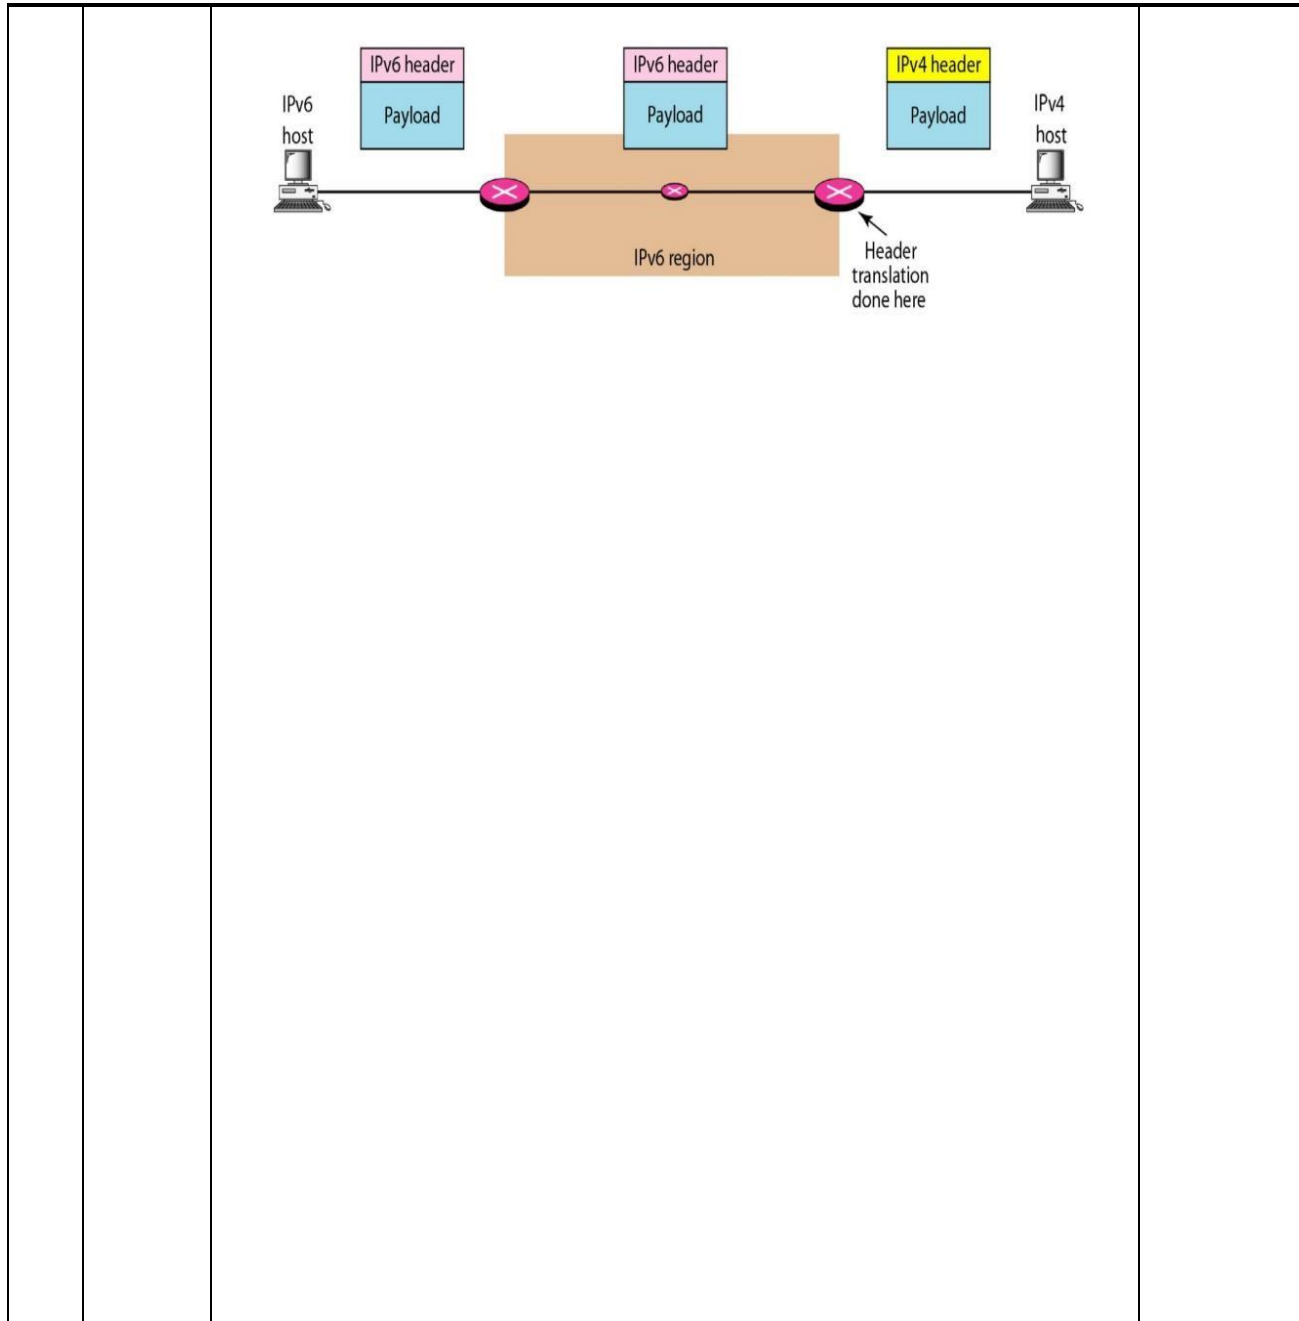 IPv6 header
Payload
IPv6 header
Payload
IPv4 header
Payload
IPv6
host
IPv4
host
IPv6 region
Header
translation
done here